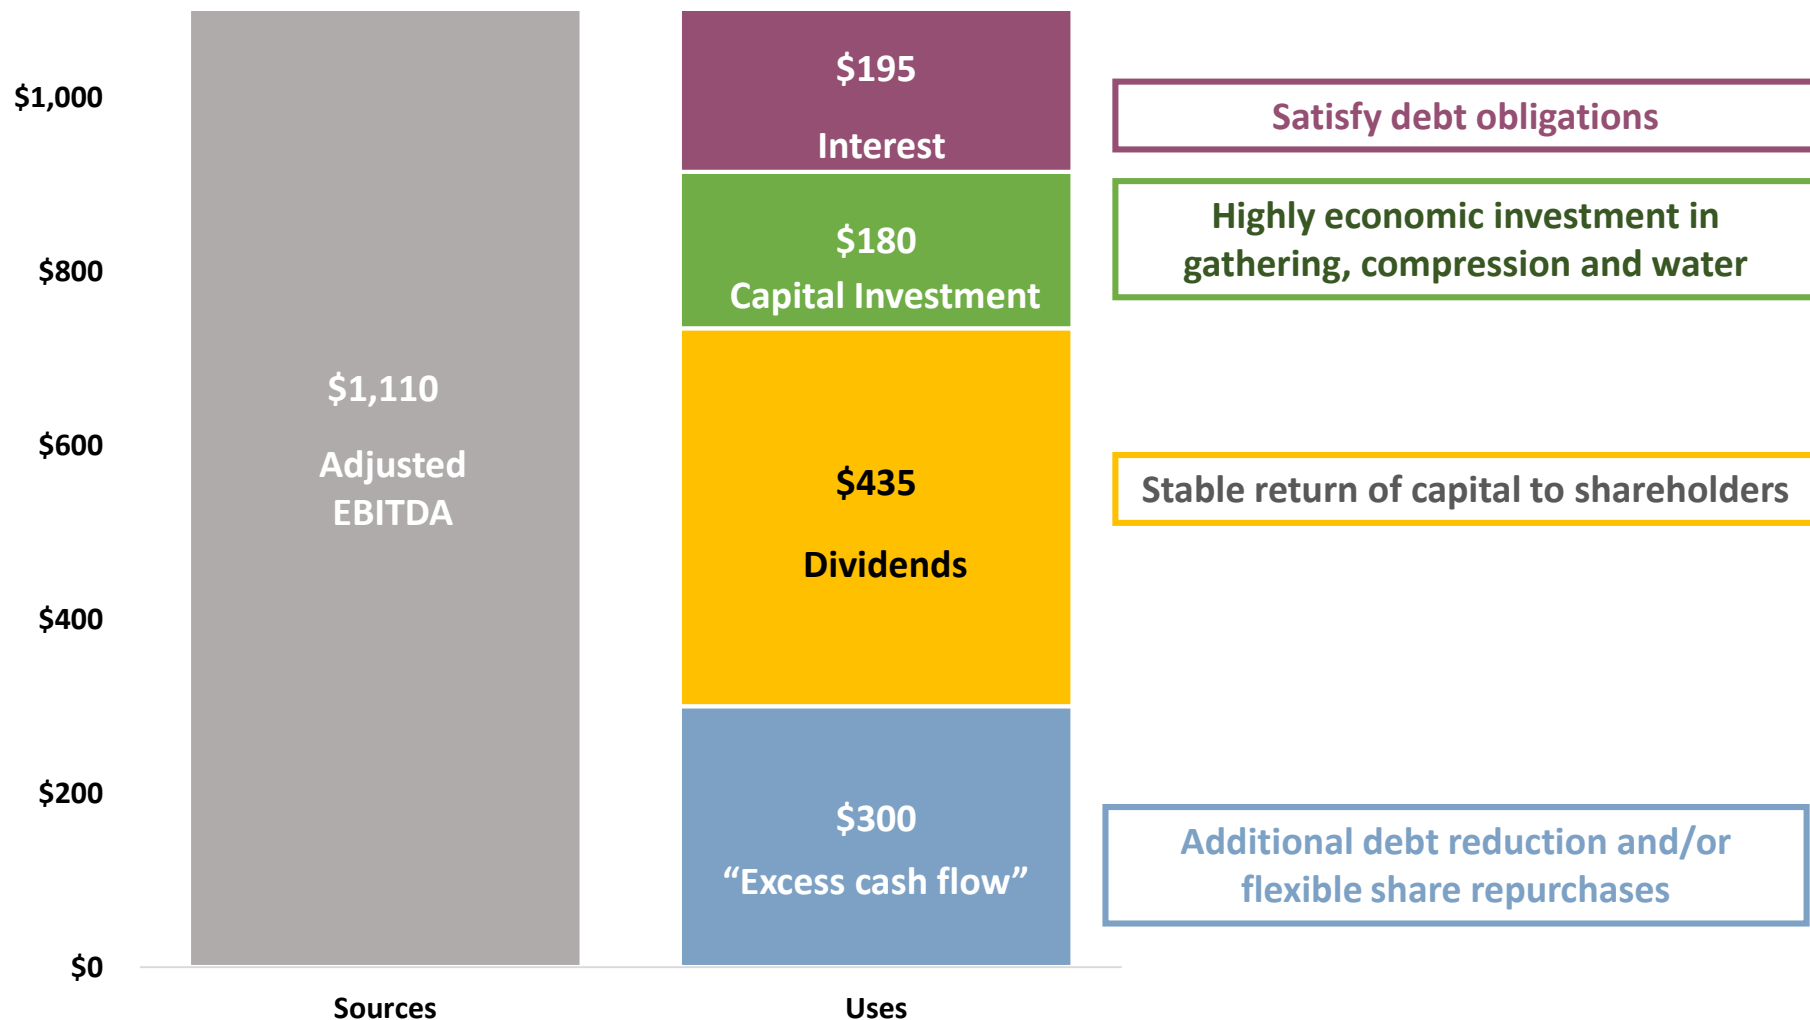 $1,000
$800
$600
$400
$200
$0
$1,110
Adjusted
EBITDA
Sources
$195
Interest
$180
Capital Investment
$435
Dividends
$300
“Excess cash flow”
Uses
Satisfy debt obligations
Highly economic investment in
gathering, compression and water
Stable return of capital to shareholders
Additional debt reduction and/or
flexible share repurchases